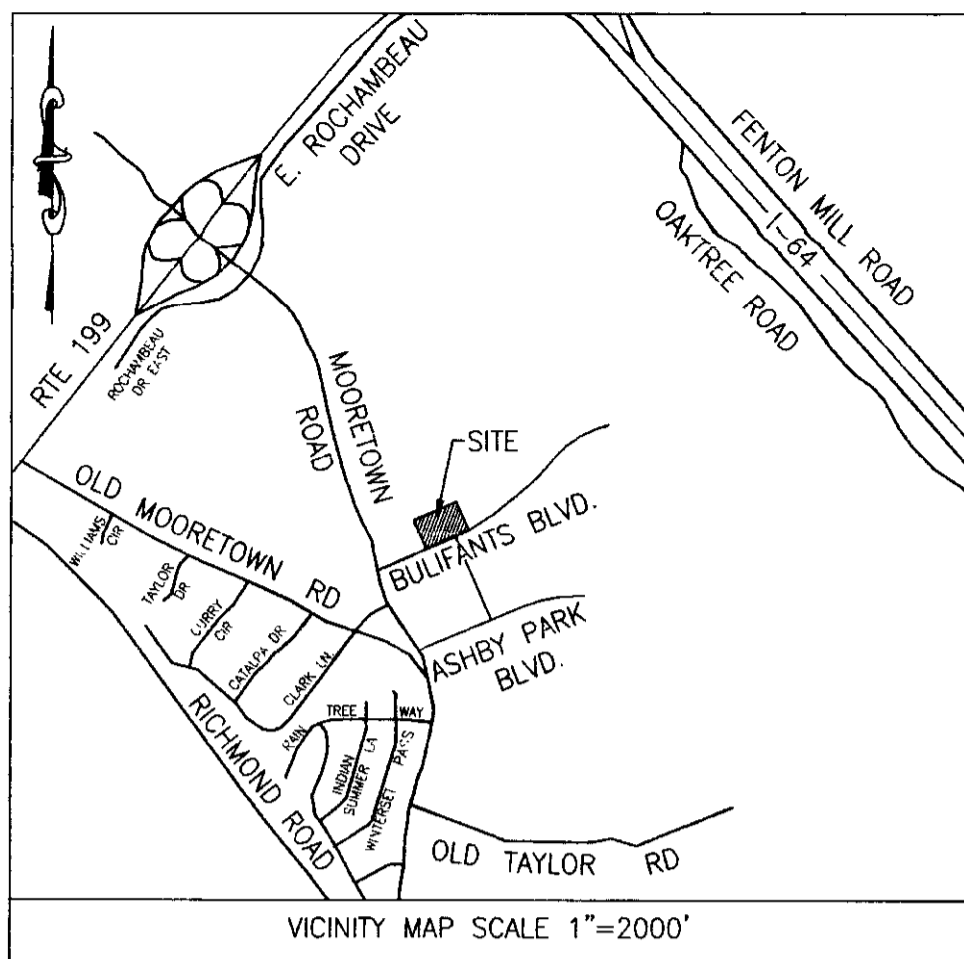 E. ROCHAMBEAU
DRIVE
FENTON MILL ROAD
I-64
OAKTREE ROAD
RTE 199
ROCHAMBEAU
DR EAST
MOORETOWN
ROAD
SITE
OLD MOORETOWN RD
BULIFANTS BLVD.
WILLIAMS
CIR
TAYLOR
DR
CURRY
CIR
CATALPA DR
CLARK LN.
ASHBY PARK
BLVD.
RAIN TREE WAY
INDIAN
SUMMER LA
WINTERSET PASS
RICHMOND ROAD
OLD TAYLOR RD
VICINITY MAP SCALE 1"=2000'